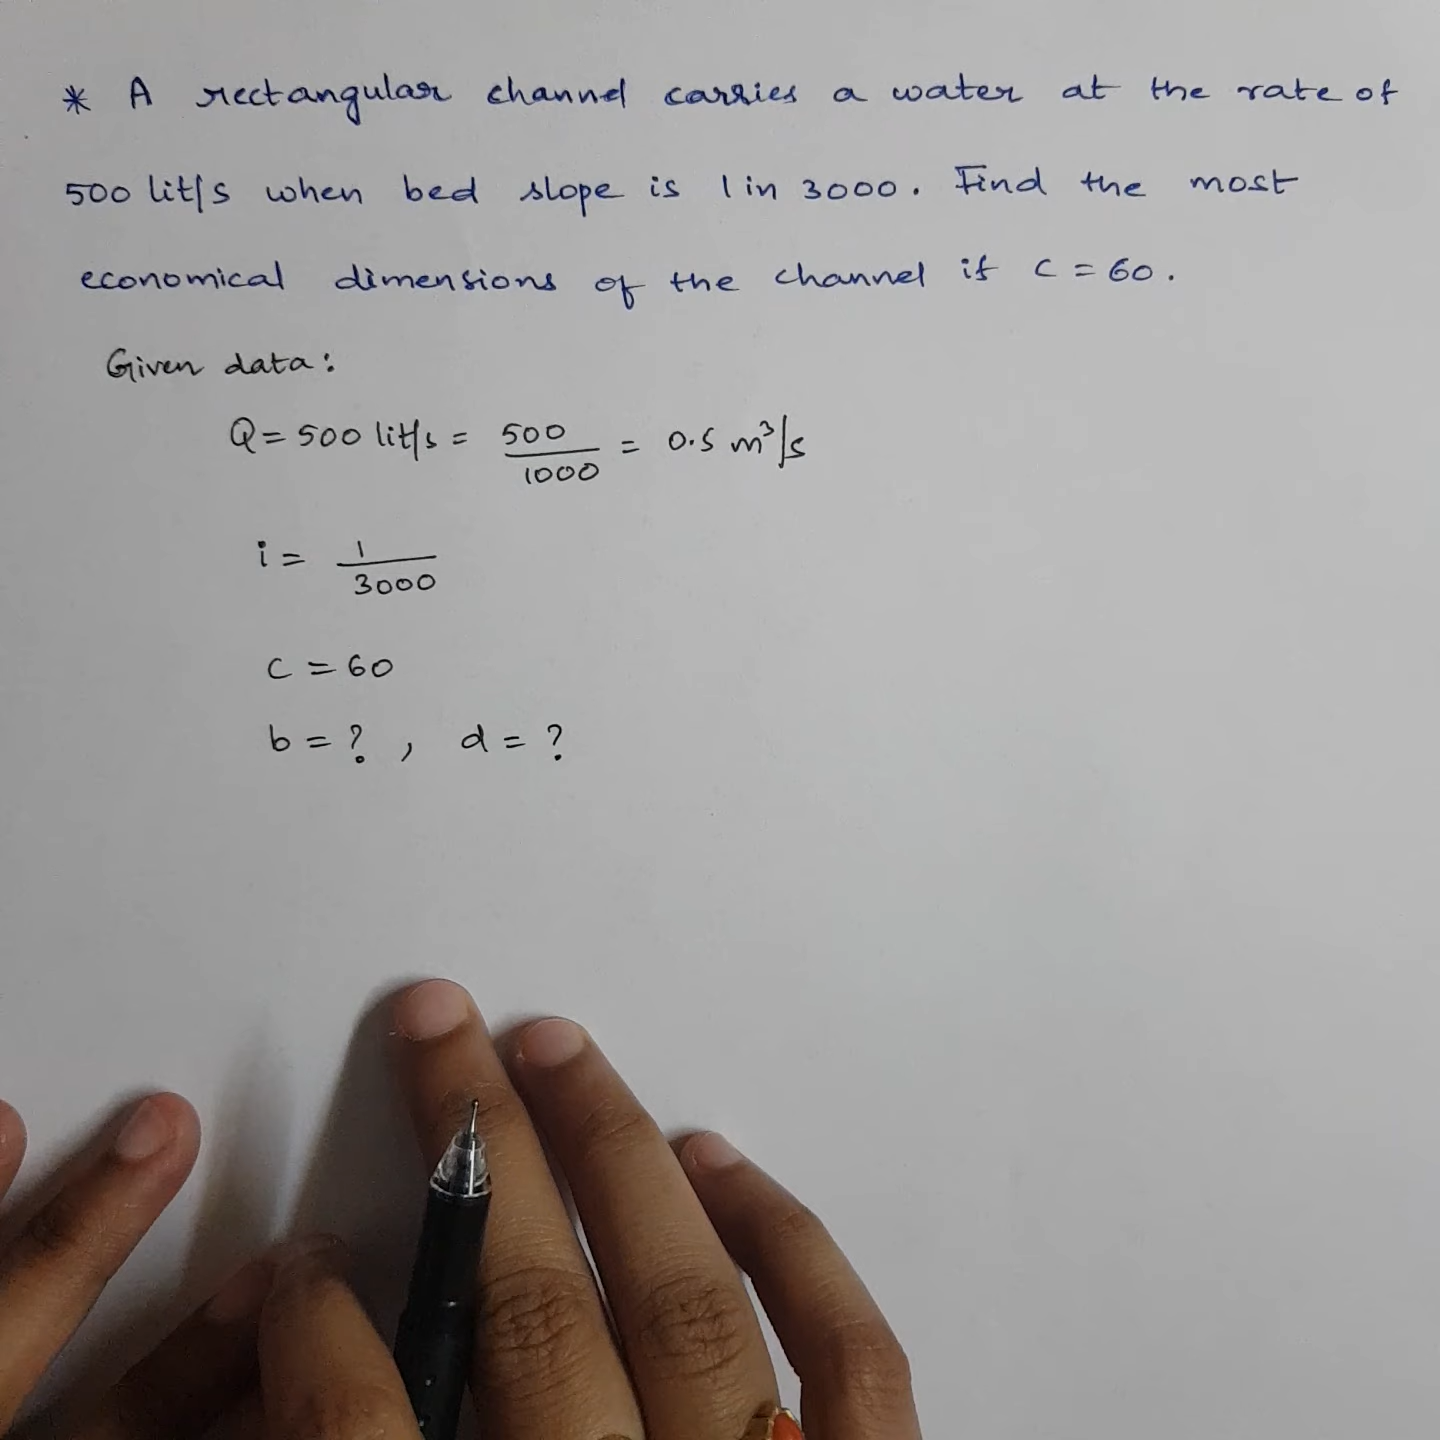 * A rectangular channel carries a water at the rate of
500 lit/s when bed slope is 1 in 3000. Find the most
economical dimensions of the channel if C = 60.
Given data:
Q = 500 lit/s = 500/1000 = 0.5 m³/s
i = 1/3000
C = 60
b = ? , d = ?